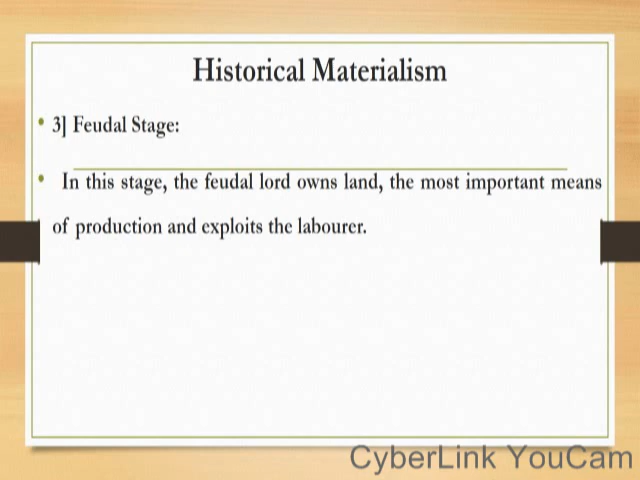 Historical Materialism
• 3] Feudal Stage:
• In this stage, the feudal lord owns land, the most important means
of production and exploits the labourer.
CyberLink YouCam